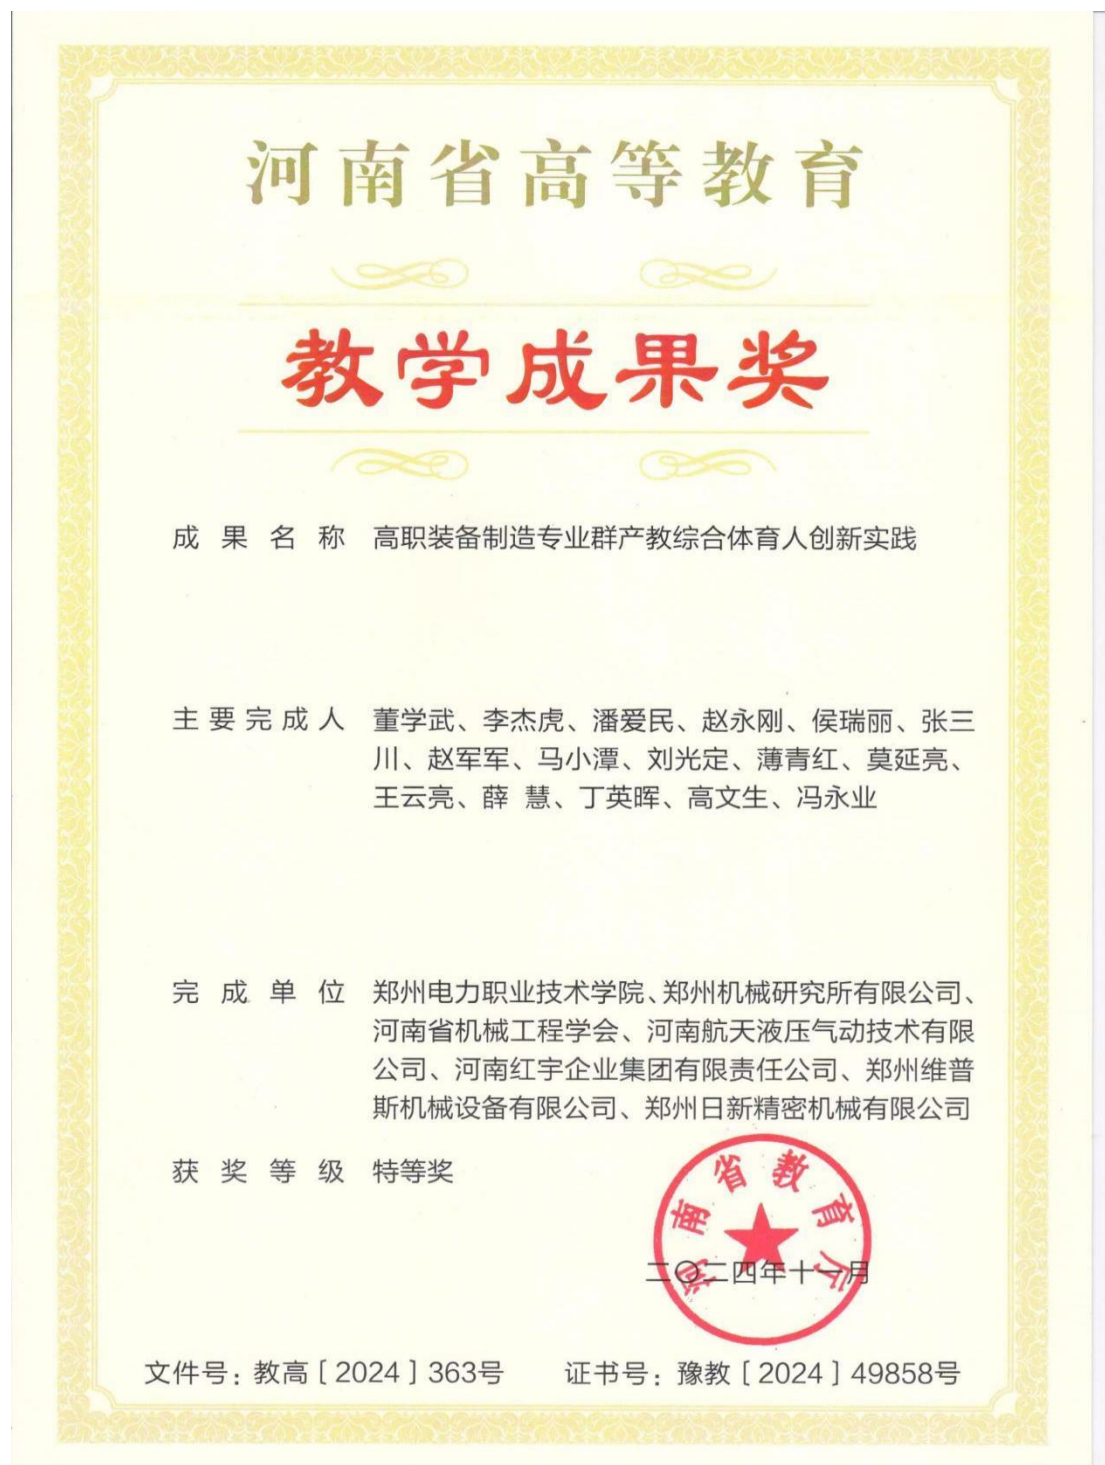 河南省高等教育
教学成果奖
成果名称 高职装备制造专业群产教综合体育人创新实践
主要完成人 董学武、李杰虎、潘爱民、赵永刚、侯瑞丽、张三
川、赵军军、马小潭、刘光定、薄青红、莫延亮、
王云亮、薛 慧、丁英晖、高文生、冯永业
完成单位 郑州电力职业技术学院、郑州机械研究所有限公司、
河南省机械工程学会、河南航天液压气动技术有限
公司、河南红宇企业集团有限责任公司、郑州维普
斯机械设备有限公司、郑州日新精密机械有限公司
获奖等级 特等奖
河南省教育厅
二〇二四年十一月
文件号：教高［2024］363号 证书号：豫教［2024］49858号